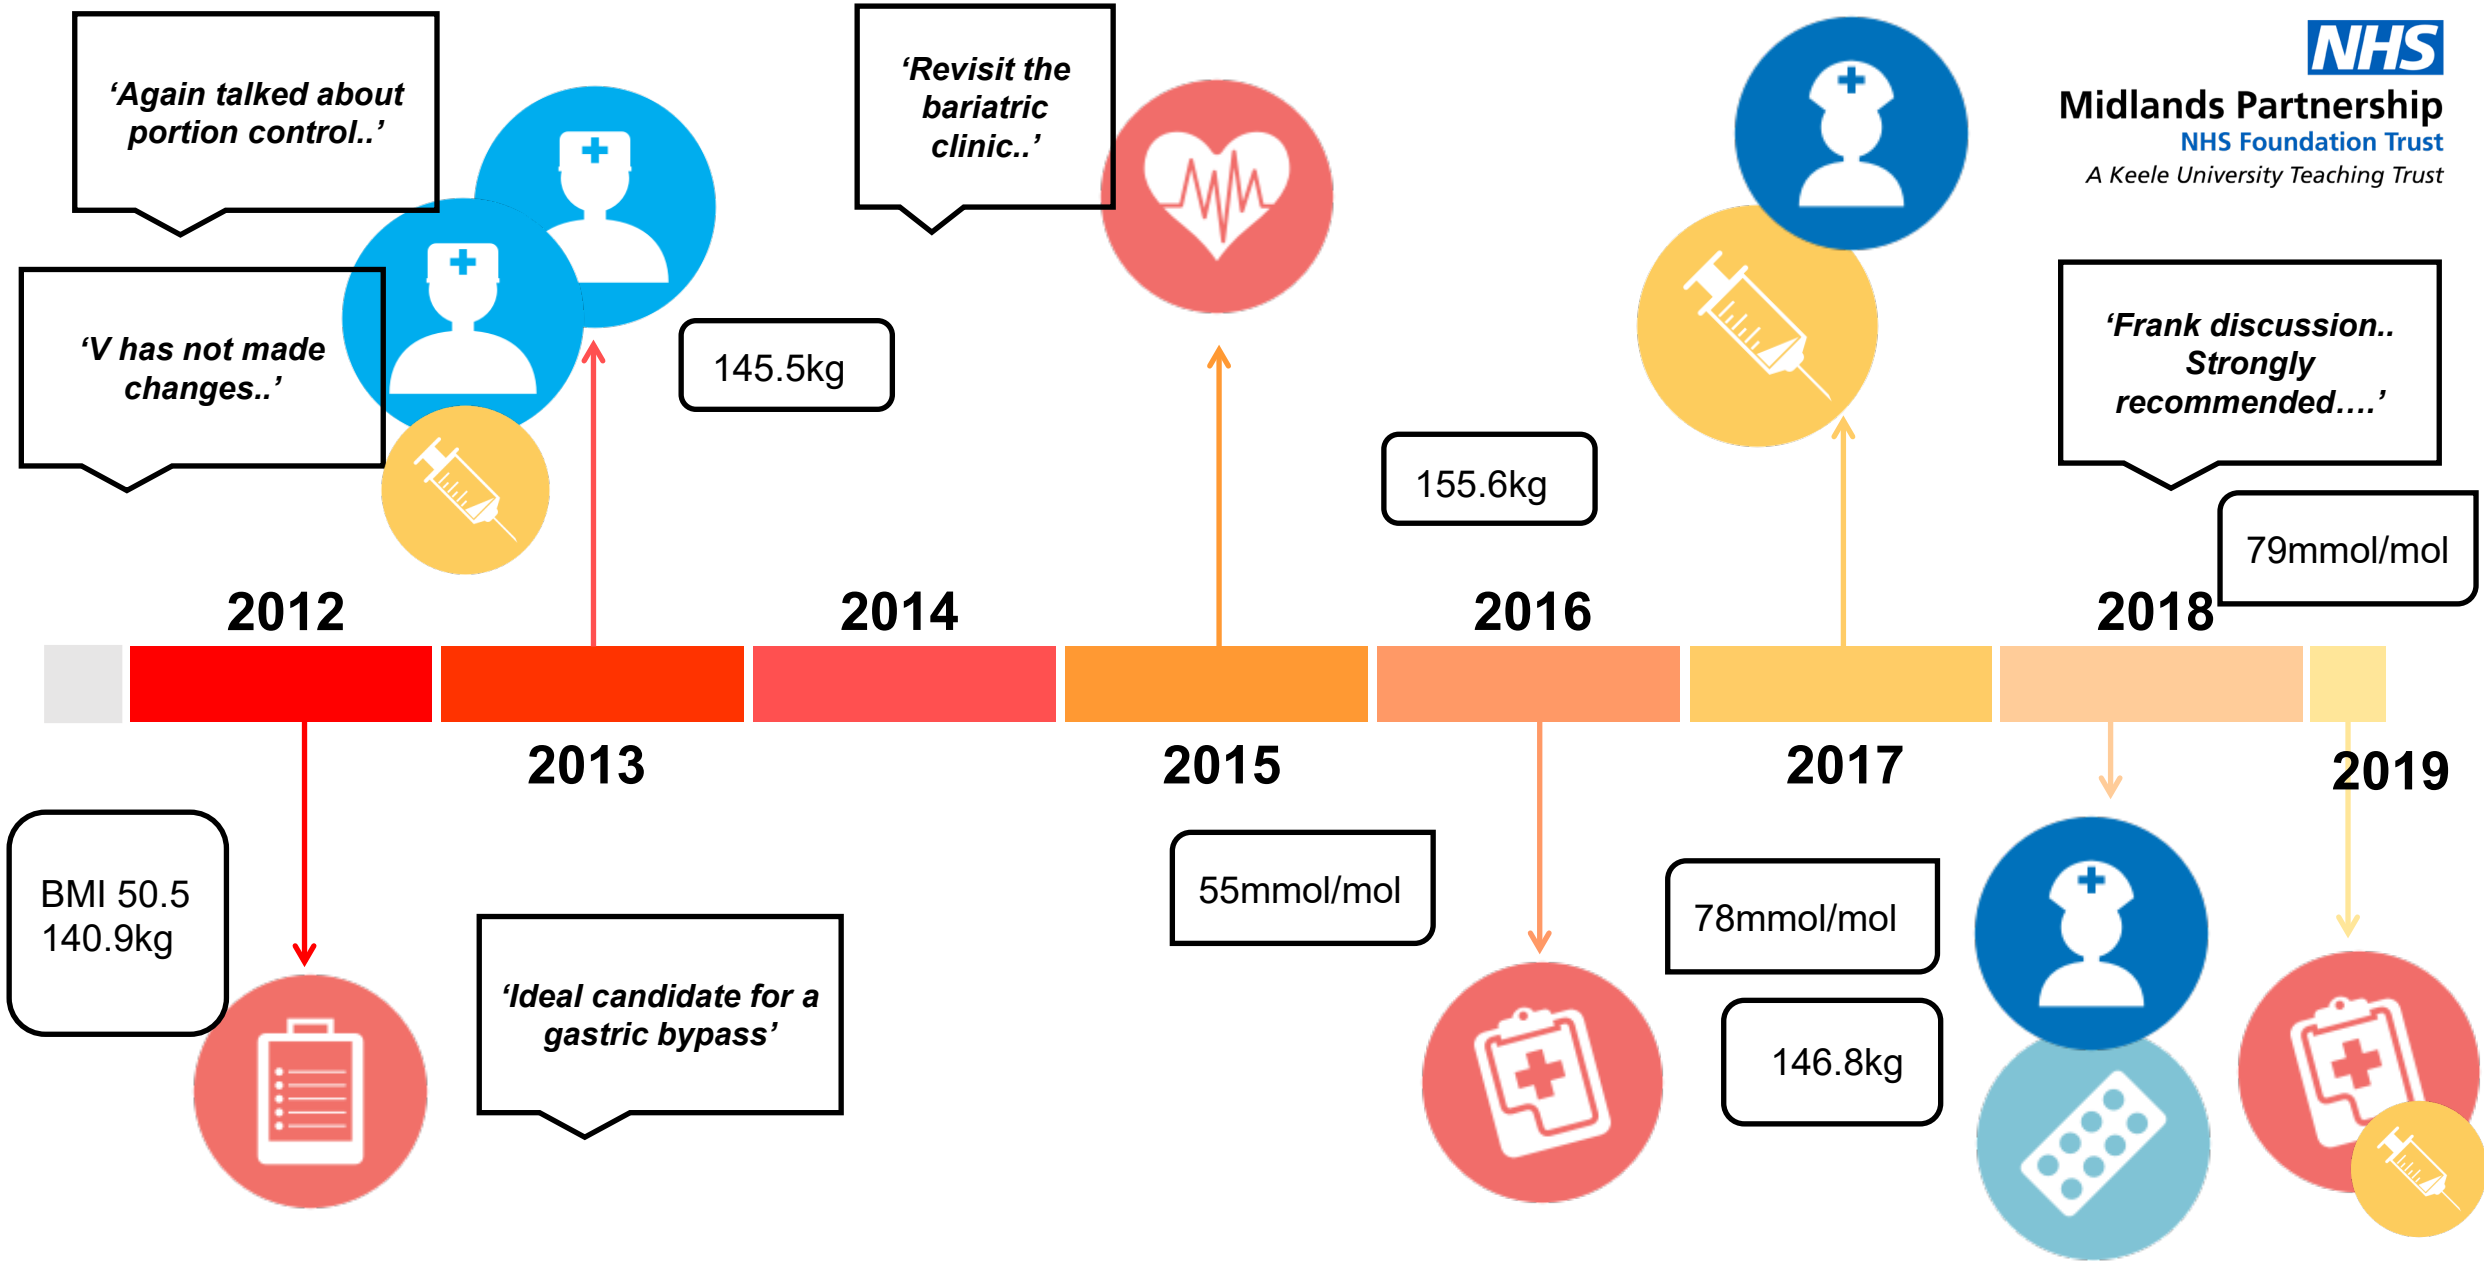 ‘Again talked about
portion control..’
‘Revisit the
bariatric
clinic..’
NHS
Midlands Partnership
NHS Foundation Trust
A Keele University Teaching Trust
‘V has not made
changes..’
145.5kg
155.6kg
‘Frank discussion..
Strongly
recommended….’
79mmol/mol
2012
2014
2016
2018
2013
2015
2017
2019
BMI 50.5
140.9kg
‘Ideal candidate for a
gastric bypass’
55mmol/mol
78mmol/mol
146.8kg